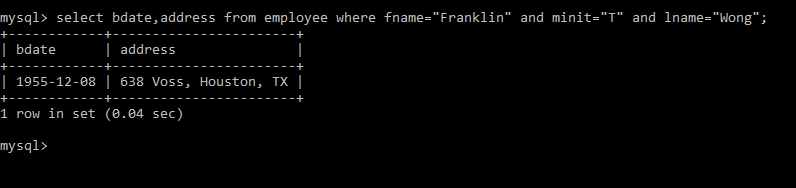 mysql> select bdate,address from employee where fname="Franklin" and minit="T" and lname="Wong";
+------------+-----------------------+
| bdate      | address               |
+------------+-----------------------+
| 1955-12-08 | 638 Voss, Houston, TX |
+------------+-----------------------+
1 row in set (0.04 sec)
mysql>